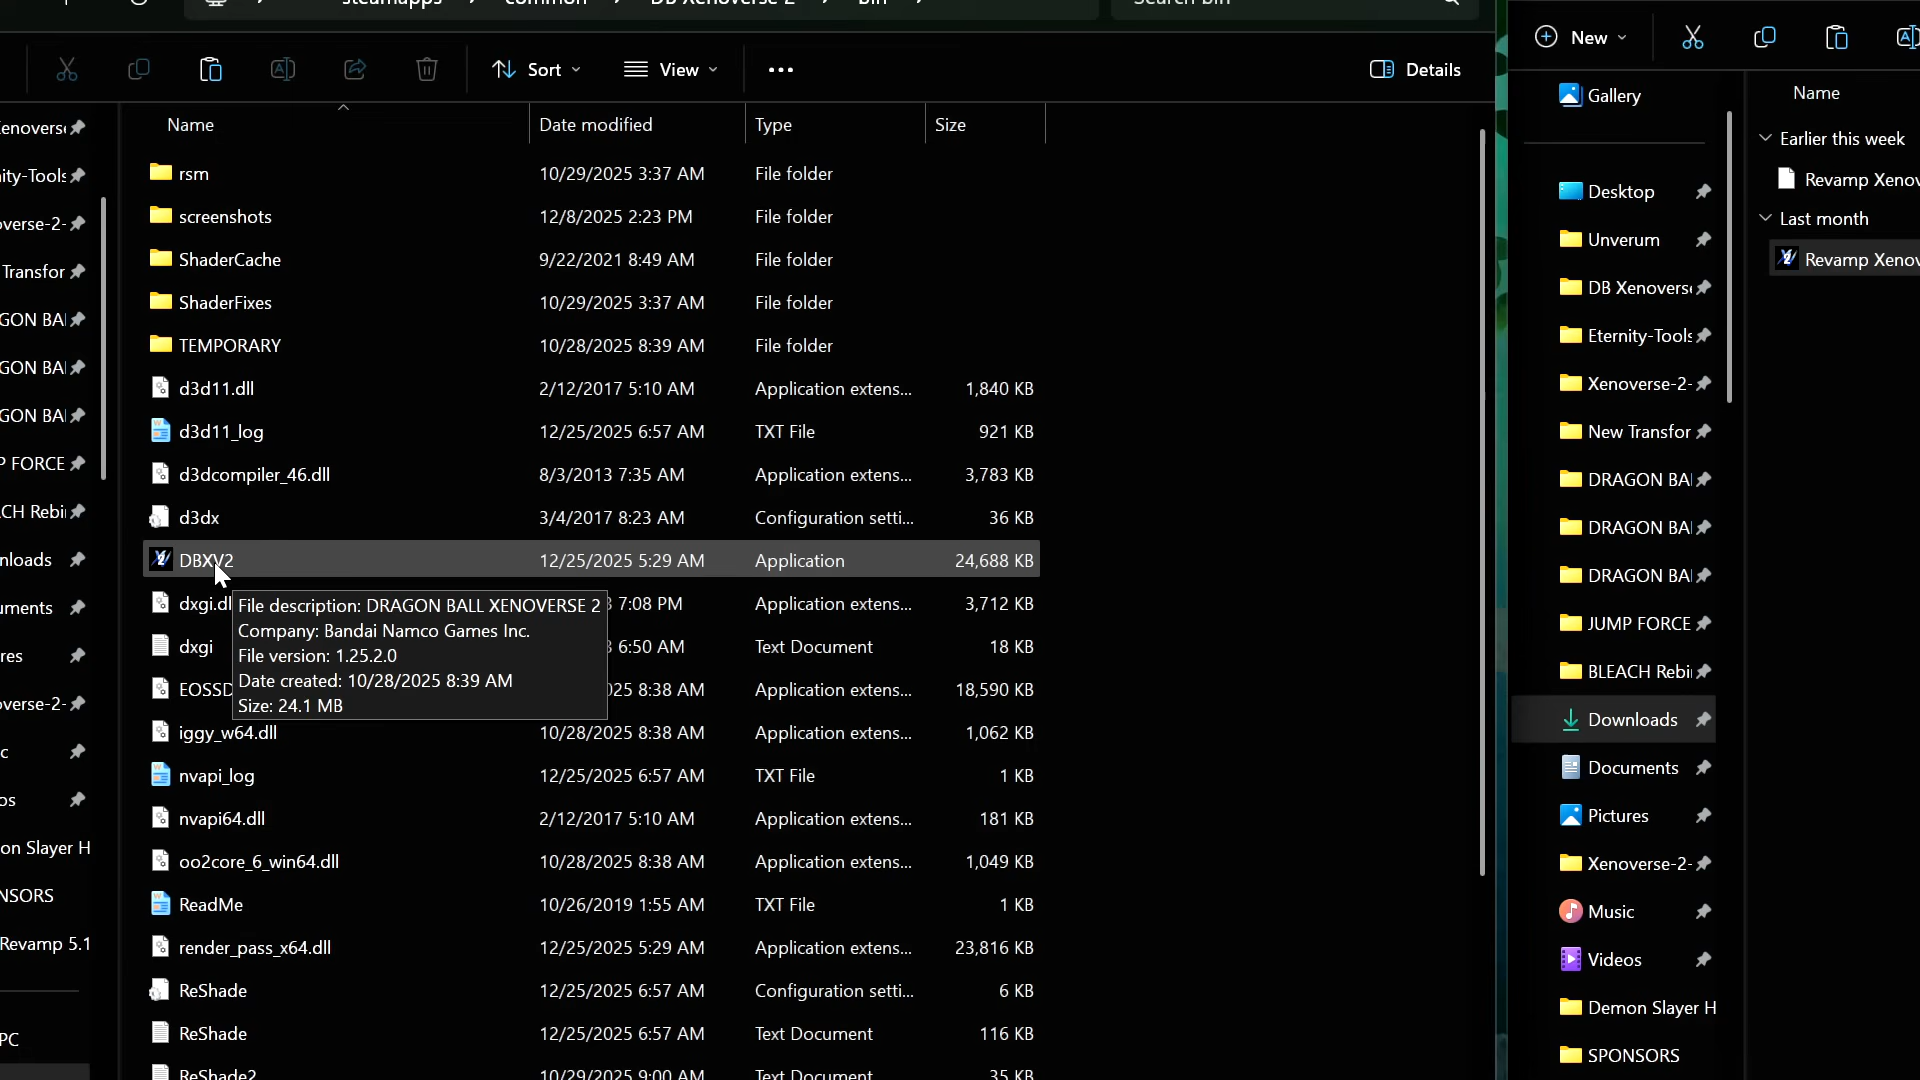 steamapps > common > DB Xenoverse 2 > bin >
Search bin
Sort
View
Details
Name
Date modified
Type
Size
rsm 10/29/2025 3:37 AM File folder
screenshots 12/8/2025 2:23 PM File folder
ShaderCache 9/22/2021 8:49 AM File folder
ShaderFixes 10/29/2025 3:37 AM File folder
TEMPORARY 10/28/2025 8:39 AM File folder
d3d11.dll 2/12/2017 5:10 AM Application extens... 1,840 KB
d3d11_log 12/25/2025 6:57 AM TXT File 921 KB
d3dcompiler_46.dll 8/3/2013 7:35 AM Application extens... 3,783 KB
d3dx 3/4/2017 8:23 AM Configuration setti... 36 KB
DBXV2 12/25/2025 5:29 AM Application 24,688 KB
dxgi.dl 7:08 PM Application extens... 3,712 KB
dxgi 6:50 AM Text Document 18 KB
EOSSD 25 8:38 AM Application extens... 18,590 KB
File description: DRAGON BALL XENOVERSE 2
Company: Bandai Namco Games Inc.
File version: 1.25.2.0
Date created: 10/28/2025 8:39 AM
Size: 24.1 MB
iggy_w64.dll 10/28/2025 8:38 AM Application extens... 1,062 KB
nvapi_log 12/25/2025 6:57 AM TXT File 1 KB
nvapi64.dll 2/12/2017 5:10 AM Application extens... 181 KB
oo2core_6_win64.dll 10/28/2025 8:38 AM Application extens... 1,049 KB
ReadMe 10/26/2019 1:55 AM TXT File 1 KB
render_pass_x64.dll 12/25/2025 5:29 AM Application extens... 23,816 KB
ReShade 12/25/2025 6:57 AM Configuration setti... 6 KB
ReShade 12/25/2025 6:57 AM Text Document 116 KB
ReShade2 10/29/2025 9:00 AM Text Document 35 KB
enovers
ity-Tools
verse-2-
Transfor
GON BA
GON BA
GON BA
P FORCE
CH Rebi
nloads
uments
res
verse-2-
c
os
on Slayer H
NSORS
Revamp 5.1
PC
New
Gallery
Desktop
Unverum
DB Xenovers
Eternity-Tools
Xenoverse-2-
New Transfor
DRAGON BA
DRAGON BA
DRAGON BA
JUMP FORCE
BLEACH Rebi
Downloads
Documents
Pictures
Xenoverse-2-
Music
Videos
Demon Slayer H
SPONSORS
Name
Earlier this week
Revamp Xenov
Last month
Revamp Xenov